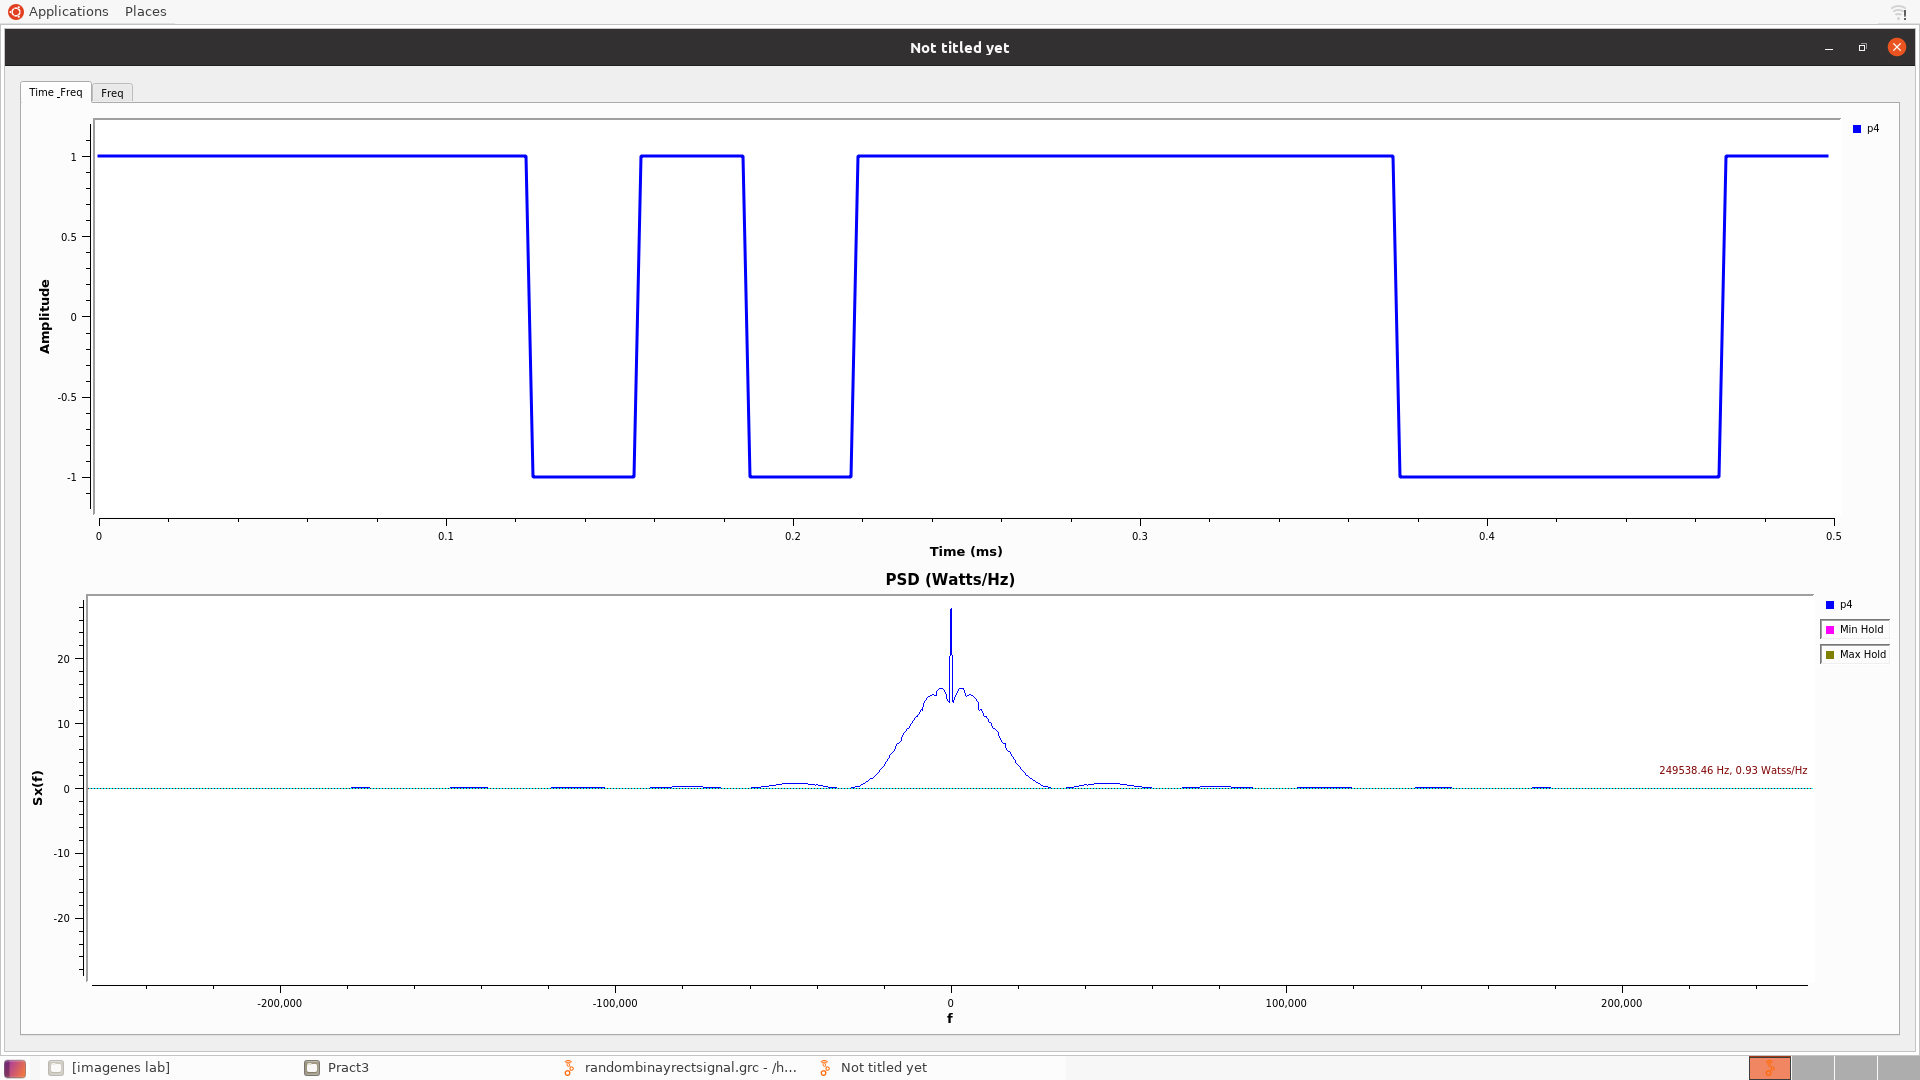 Applications Places
Not titled yet
Time _Freq Freq
p4
1
0.5
0
-0.5
-1
Amplitude
0 0.1 0.2 0.3 0.4 0.5
Time (ms)
PSD (Watts/Hz)
p4
Min Hold
Max Hold
20
10
0
-10
-20
Sx(f)
249538.46 Hz, 0.93 Watss/Hz
-200,000 -100,000 0 100,000 200,000
f
[imagenes lab] Pract3 randombinayrectsignal.grc - /h... Not titled yet